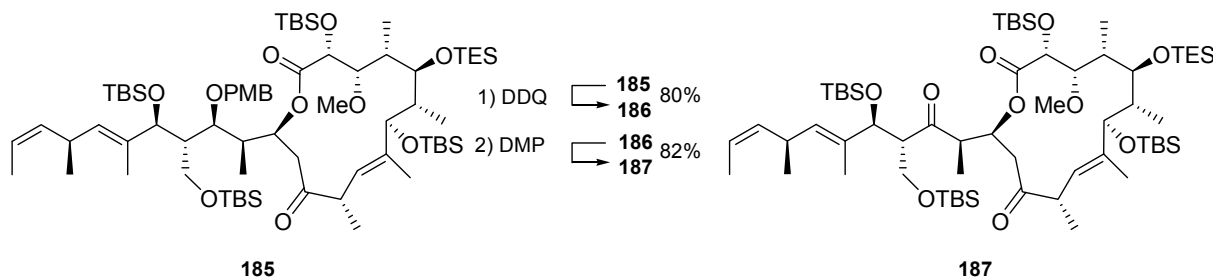 TBSO
O
OTES
TBSO
OPMB
MeO
O
OTBS
OTBS
O
1) DDQ 185 80%
186
2) DMP 186 82%
187
TBSO
O
OTES
TBSO
O
MeO
O
OTBS
OTBS
O
185
187